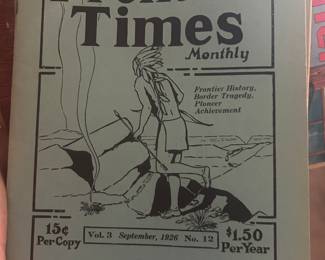 Times
Monthly
Frontier History,
Border Tragedy,
Pioneer
Achievement
15¢
Per Copy
Vol. 3 September, 1926 No. 12
$1.50
Per Year